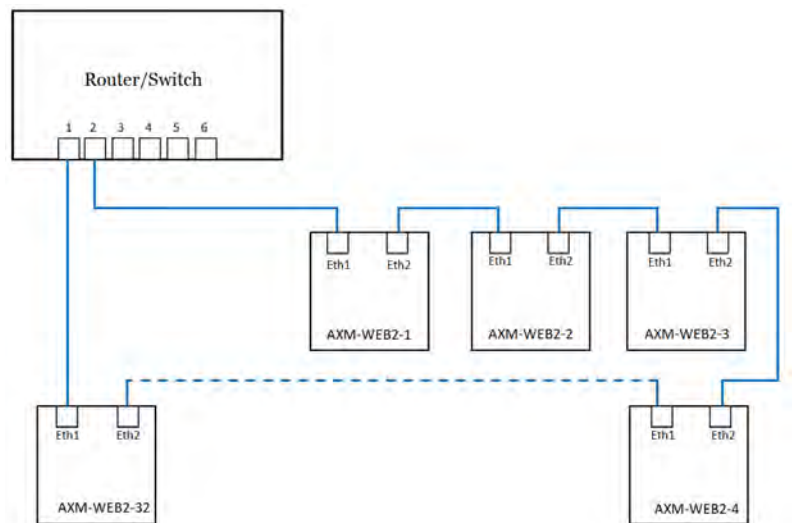 Router/Switch
1 2 3 4 5 6
Eth1 Eth2 Eth1 Eth2 Eth1 Eth2
AXM-WEB2-1 AXM-WEB2-2 AXM-WEB2-3
Eth1 Eth2 Eth1 Eth2
AXM-WEB2-32 AXM-WEB2-4